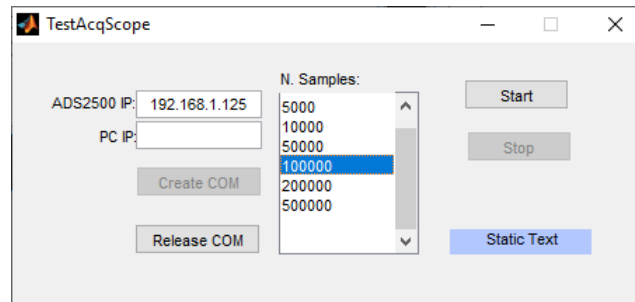 TestAcqScope
ADS2500 IP: 192.168.1.125
PC IP:
Create COM
Release COM
N. Samples:
5000
10000
50000
100000
200000
500000
Start
Stop
Static Text